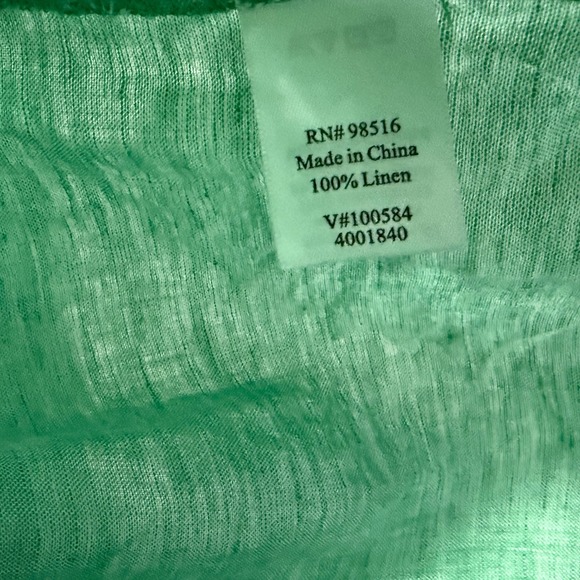 RN# 98516
Made in China
100% Linen
V#100584
4001840